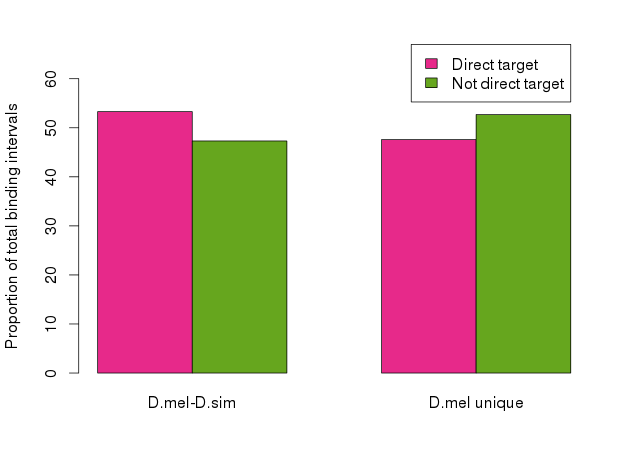 Direct target
Not direct target
Proportion of total binding intervals
60
50
40
30
20
10
0
D.mel-D.sim
D.mel unique